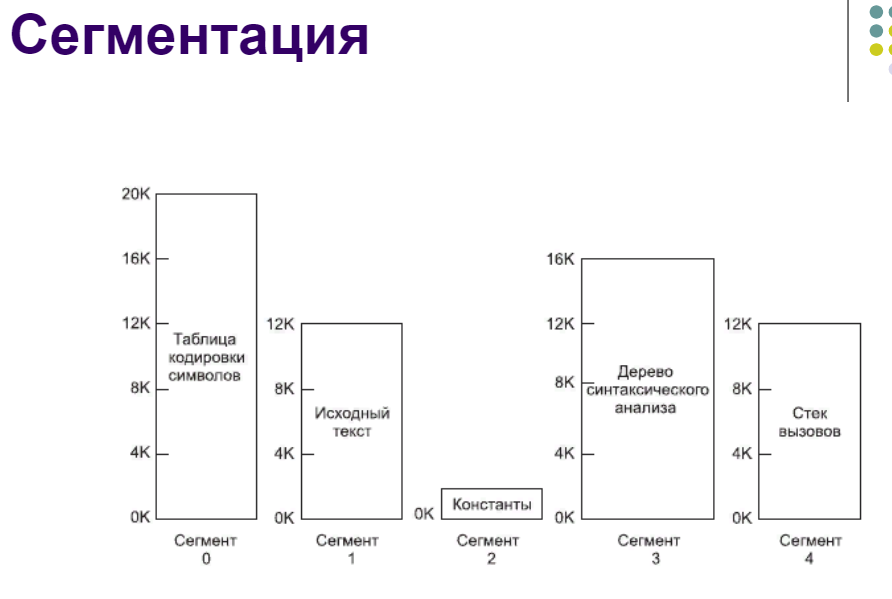 Сегментация
20K
16K
12K
8K
4K
0K
Таблица
кодировки
символов
Сегмент
0
12K
8K
4K
0K
Исходный
текст
Сегмент
1
0K
Константы
Сегмент
2
16K
12K
8K
4K
0K
Дерево
синтаксического
анализа
Сегмент
3
12K
8K
4K
0K
Стек
вызовов
Сегмент
4